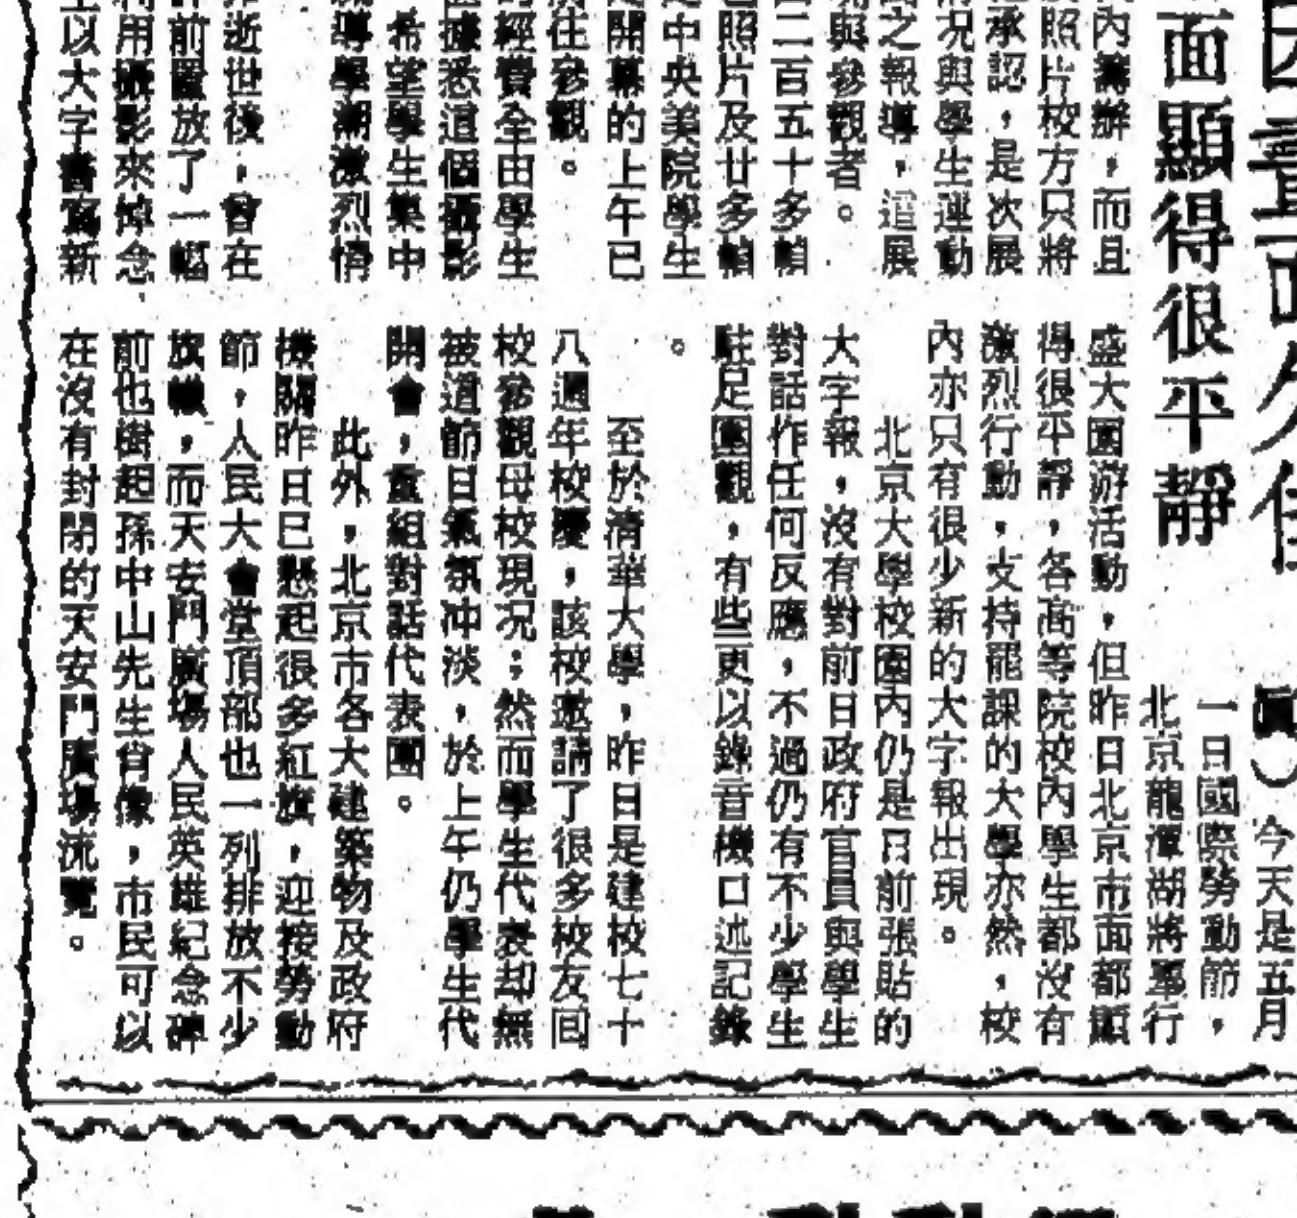 面顯得很平靜
內籌辦,而且
照片校方只將
承認,是次展
况與學生運動
之報導,這展
與參觀者。
二百五十多幀
照片及廿多幀
中央美院學生
開幕的上午已
往參觀。
經費全由學生
據悉這個攝影
希望學生集中
導學潮激烈情
逝世後,曾在
前置放了一幅
利用攝影來悼念
以大字書寫新
)今天是五月
一日國際勞動節,
北京龍潭湖將舉行
盛大園游活動,但昨日北京市面都顯
得很平靜,各高等院校內學生都沒有
激烈行動,支持罷課的大學亦然,校
內亦只有很少新的大字報出現。
北京大學校園內仍是日前張貼的
大字報,沒有對前日政府官員與學生
對話作任何反應,不過仍有不少學生
駐足圍觀,有些更以錄音機口述記錄
。
至於清華大學,昨日是建校七十
八週年校慶,該校邀請了很多校友回
校參觀母校現况;然而學生代表却無
被這節日氣氛冲淡,於上午仍學生代
開會,重組對話代表團。
此外,北京市各大建築物及政府
機關昨日已懸起很多紅旗,迎接勞動
節,人民大會堂頂部也一列排放不少
旗幟,而天安門廣場人民英雄紀念碑
前也樹起孫中山先生肖像,市民可以
在沒有封閉的天安門廣場流覽。